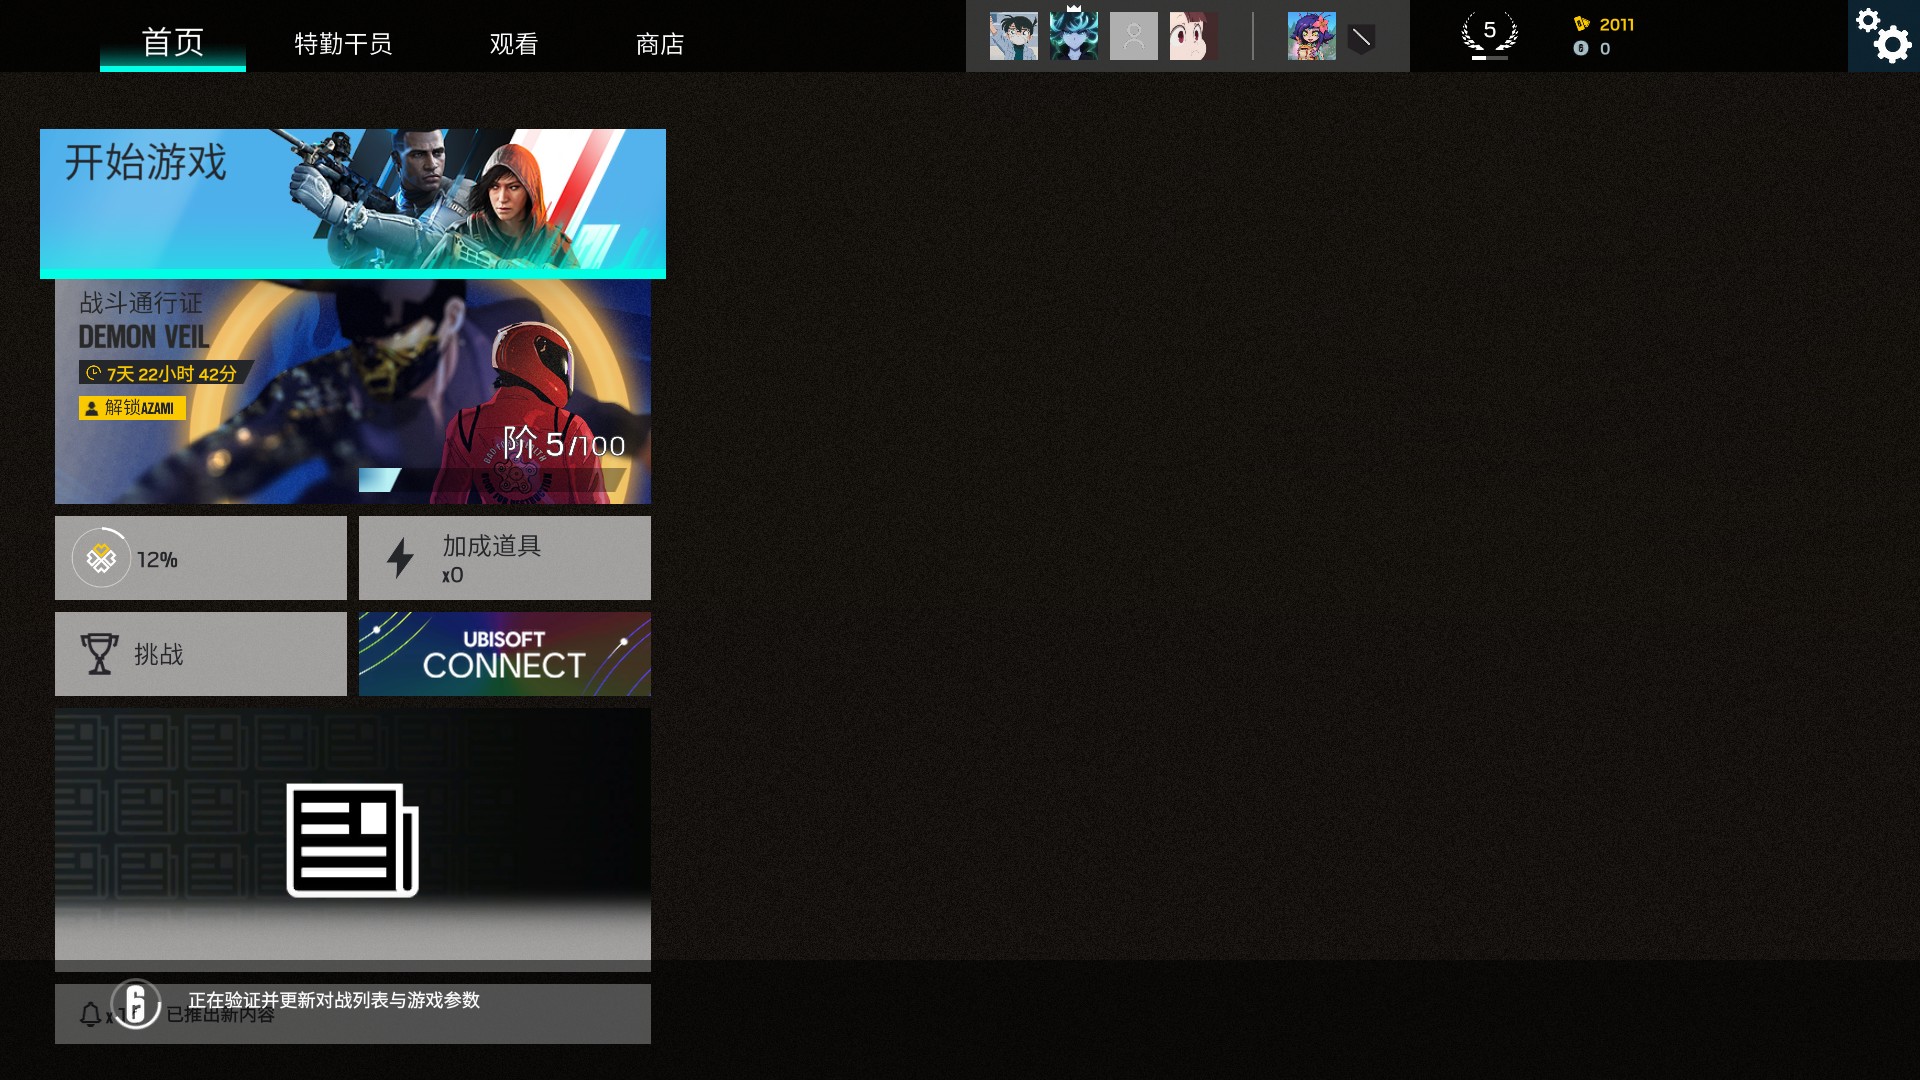 首页
特勤干员
观看
商店
5
2011
0
开始游戏
战斗通行证
DEMON VEIL
7天 22小时 42分
解锁AZAMI
阶 5/100
12%
加成道具
x0
挑战
UBISOFT
CONNECT
正在验证并更新对战列表与游戏参数
已推出新内容